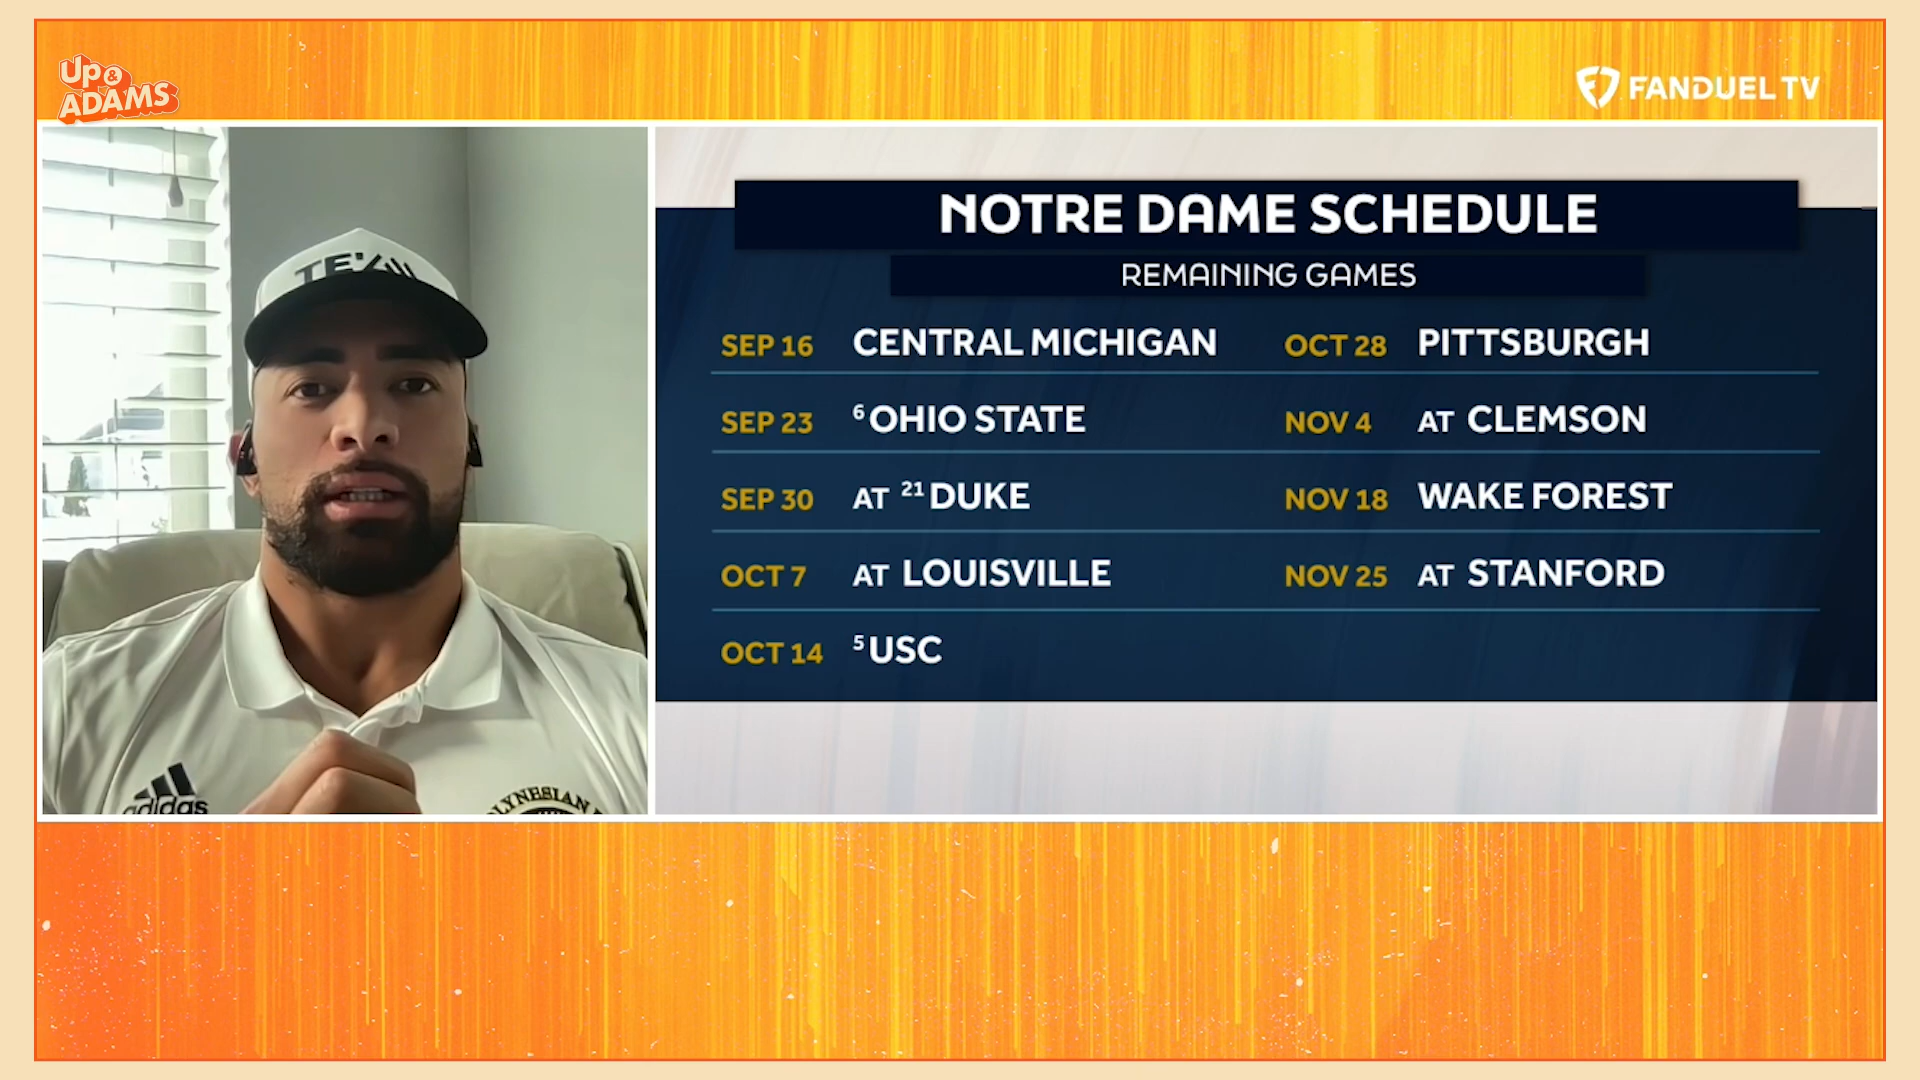 Up &
ADAMS
FANDUEL TV
NOTRE DAME SCHEDULE
REMAINING GAMES
SEP 16 CENTRAL MICHIGAN
SEP 23 6 OHIO STATE
SEP 30 AT 21 DUKE
OCT 7 AT LOUISVILLE
OCT 14 5 USC
OCT 28 PITTSBURGH
NOV 4 AT CLEMSON
NOV 18 WAKE FOREST
NOV 25 AT STANFORD
adidas